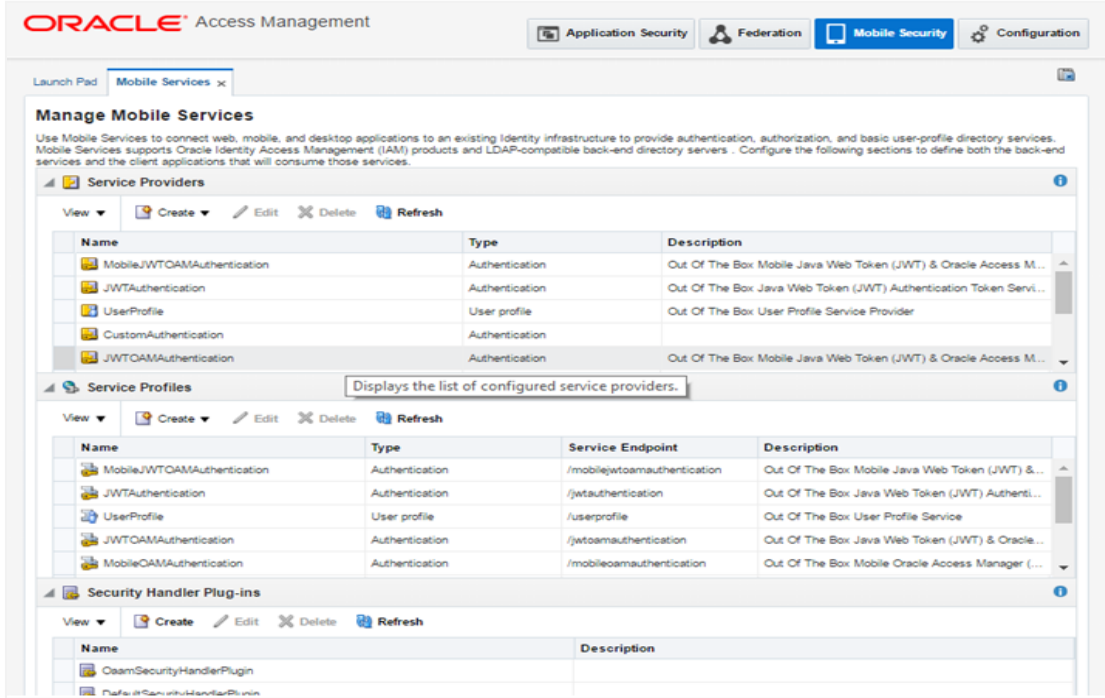 ORACLE® Access Management
Application Security Federation Mobile Security Configuration
Launch Pad Mobile Services x
Manage Mobile Services
Use Mobile Services to connect web, mobile, and desktop applications to an existing Identity infrastructure to provide authentication, authorization, and basic user-profile directory services.
Mobile Services supports Oracle Identity Access Management (IAM) products and LDAP-compatible back-end directory servers . Configure the following sections to define both the back-end
services and the client applications that will consume those services.
Service Providers
View Create Edit Delete Refresh
Name Type Description
MobileJWTOAMAuthentication Authentication Out Of The Box Mobile Java Web Token (JWT) & Oracle Access M...
JWTAuthentication Authentication Out Of The Box Java Web Token (JWT) Authentication Token Servi...
UserProfile User profile Out Of The Box User Profile Service Provider
CustomAuthentication Authentication
JWTOAMAuthentication Authentication Out Of The Box Mobile Java Web Token (JWT) & Oracle Access M...
Service Profiles Displays the list of configured service providers.
View Create Edit Delete Refresh
Name Type Service Endpoint Description
MobileJWTOAMAuthentication Authentication /mobilejwtoamauthentication Out Of The Box Mobile Java Web Token (JWT) &...
JWTAuthentication Authentication /jwtauthentication Out Of The Box Java Web Token (JWT) Authenti...
UserProfile User profile /userprofile Out Of The Box User Profile Service
JWTOAMAuthentication Authentication /jwtoamauthentication Out Of The Box Java Web Token (JWT) & Oracle...
MobileOAMAuthentication Authentication /mobileoamauthentication Out Of The Box Mobile Oracle Access Manager (...
Security Handler Plug-ins
View Create Edit Delete Refresh
Name Description
OaamSecurityHandlerPlugin
DefaultSecurityHandlerPlugin